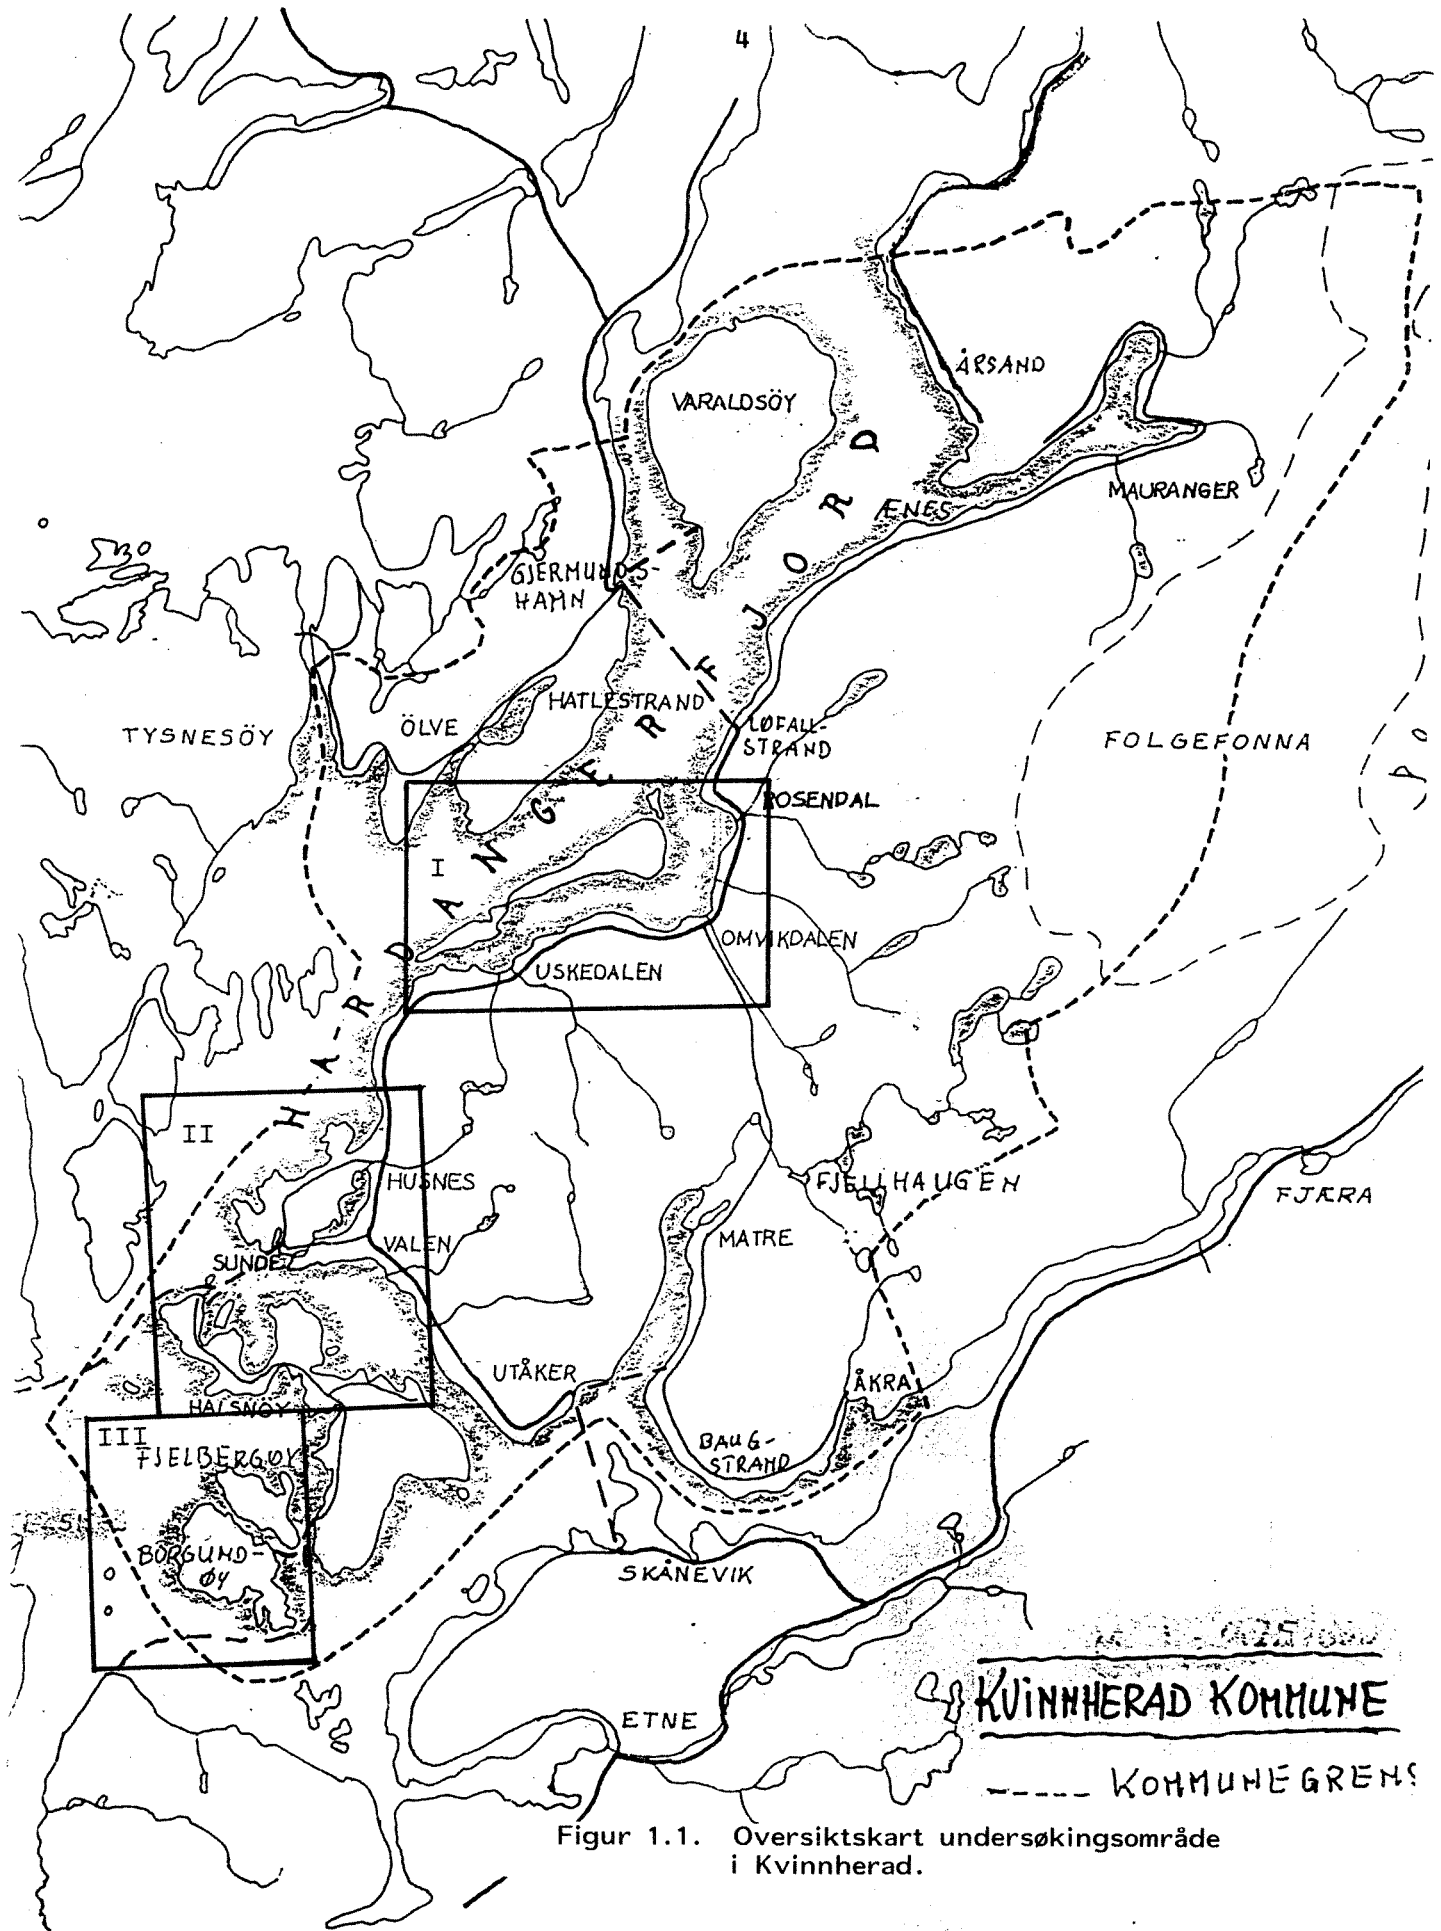 4
ÅRSAND
VARALDSÖY
MAURANGER
ÆNES
GJERMUNDS-
HAMN
HATLESTRAND
ÖLVE
TYSNESÖY
LØFALL-
STRAND
FOLGEFONNA
ROSENDAL
I
HARDANGERFJORD
OMVIKDALEN
USKEDALEN
II
HUSNES
FJELLHAUGEN
FJÆRA
VALEN
MATRE
SUNDE
UTÅKER
ÅKRA
HALSNÖY
III
FJELBERGØY
BAUG-
STRAND
BORGUND-
ØY
SKÅNEVIK
KVINNHERAD KOMMUNE
ETNE
KOMMUNEGRENS
Figur 1.1. Oversiktskart undersøkingsområde
i Kvinnherad.